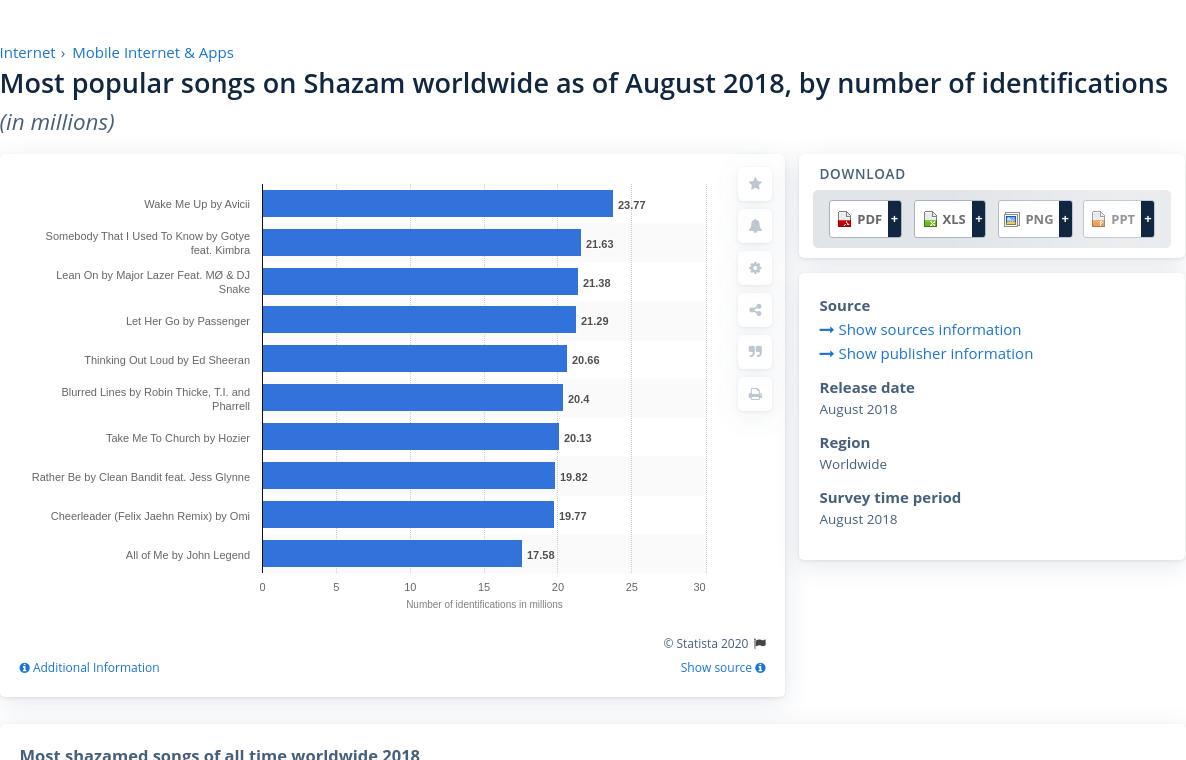 Internet › Mobile Internet & Apps
Most popular songs on Shazam worldwide as of August 2018, by number of identifications
(in millions)
Wake Me Up by Avicii
23.77
Somebody That I Used To Know by Gotye
feat. Kimbra
21.63
Lean On by Major Lazer Feat. MØ & DJ
Snake
21.38
Let Her Go by Passenger
21.29
Thinking Out Loud by Ed Sheeran
20.66
Blurred Lines by Robin Thicke, T.I. and
Pharrell
20.4
Take Me To Church by Hozier
20.13
Rather Be by Clean Bandit feat. Jess Glynne
19.82
Cheerleader (Felix Jaehn Remix) by Omi
19.77
All of Me by John Legend
17.58
0 5 10 15 20 25 30
Number of identifications in millions
© Statista 2020
Additional Information
Show source
DOWNLOAD
PDF + XLS + PNG + PPT +
Source
Show sources information
Show publisher information
Release date
August 2018
Region
Worldwide
Survey time period
August 2018
Most shazamed songs of all time worldwide 2018